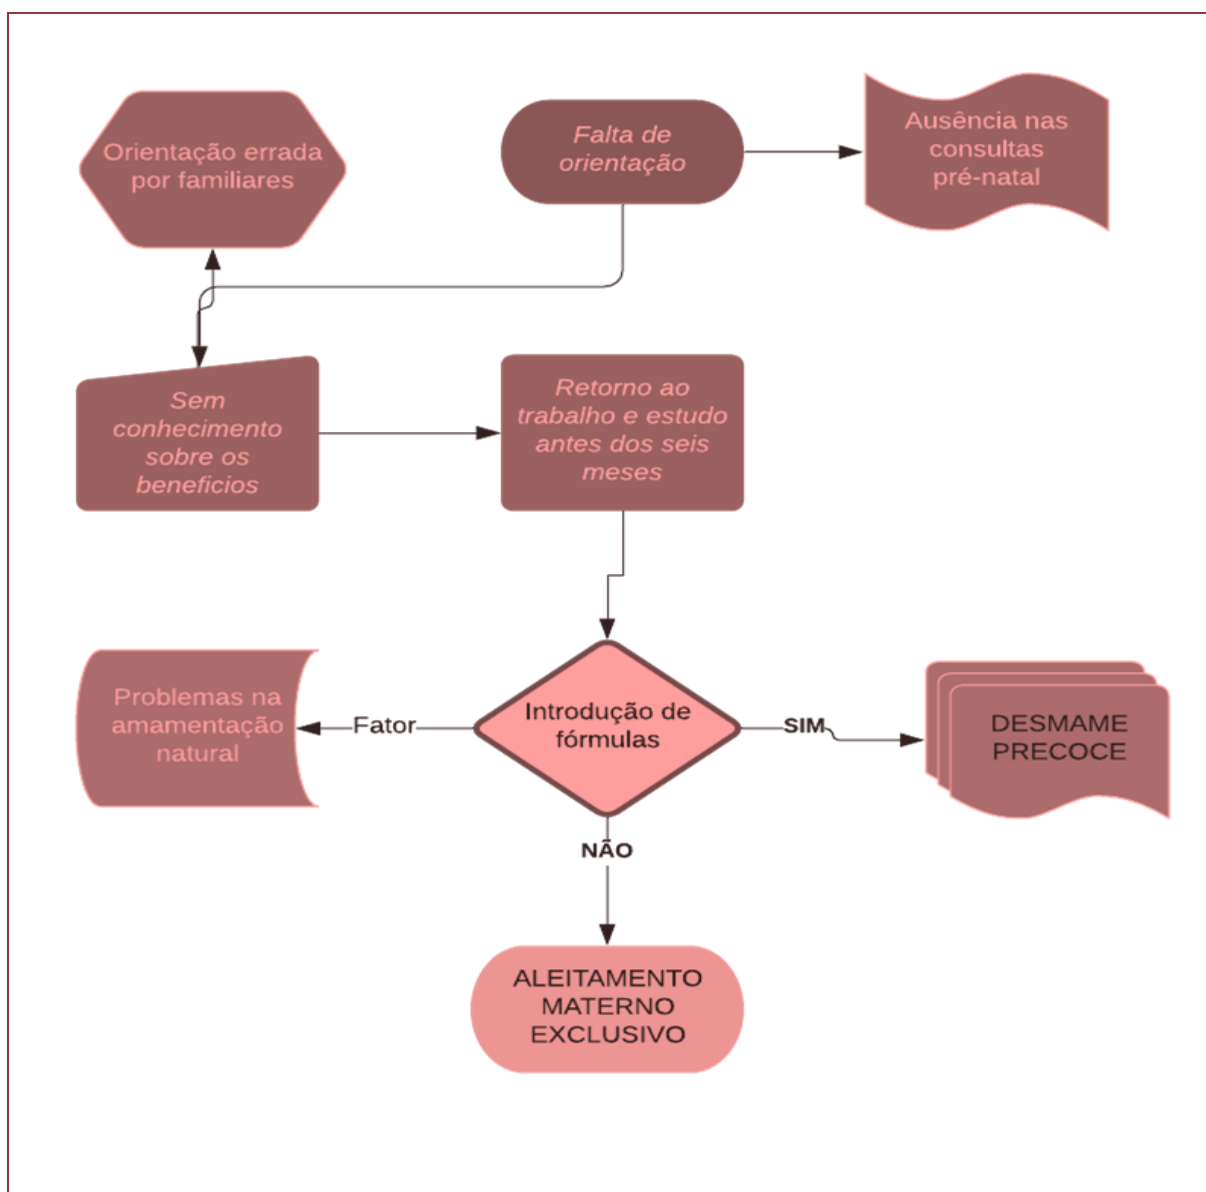 Orientação errada
por familiares
Falta de
orientação
Ausência nas
consultas
pré-natal
Sem
conhecimento
sobre os
beneficios
Retorno ao
trabalho e estudo
antes dos seis
meses
Problemas na
amamentação
natural
Fator
Introdução de
fórmulas
SIM
DESMAME
PRECOCE
NÃO
ALEITAMENTO
MATERNO
EXCLUSIVO